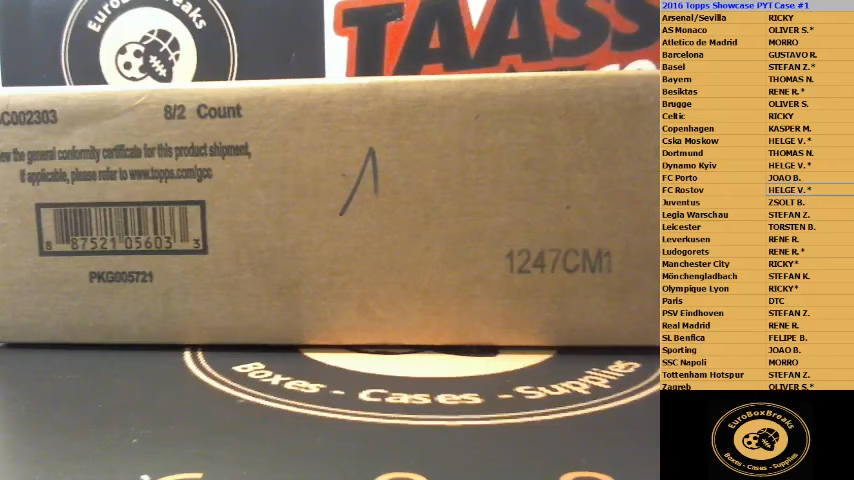 EuroBoxBreaks
TAASS
C002303
8/2 Count
the general conformity certificate for this product shipment,
if applicable, please refer to www.topps.com/gcc
8 87521 05603 3
PKG005721
1
1247CM1
Boxes - Cases - Supplies
2016 Topps Showcase PYT Case #1
Arsenal/Sevilla RICKY
AS Monaco OLIVER S.*
Atletico de Madrid MORRO
Barcelona GUSTAVO R.
Basel STEFAN Z.*
Bayern THOMAS N.
Besiktas RENE R.*
Brugge OLIVER S.
Celtic RICKY
Copenhagen KASPER M.
Cska Moskow HELGE V.*
Dortmund THOMAS N.
Dynamo Kyiv HELGE V.*
FC Porto JOAO B.
FC Rostov HELGE V.*
Juventus ZSOLT B.
Legia Warschau STEFAN Z.
Leicester TORSTEN B.
Leverkusen RENE R.
Ludogorets RENE R.*
Manchester City RICKY*
Mönchengladbach STEFAN K.
Olympique Lyon RICKY*
Paris DTC
PSV Eindhoven STEFAN Z.
Real Madrid RENE R.
SL Benfica FELIPE B.
Sporting JOAO B.
SSC Napoli MORRO
Tottenham Hotspur STEFAN Z.
Zagreb OLIVER S.*
EuroBoxBreaks
Boxes - Cases - Supplies